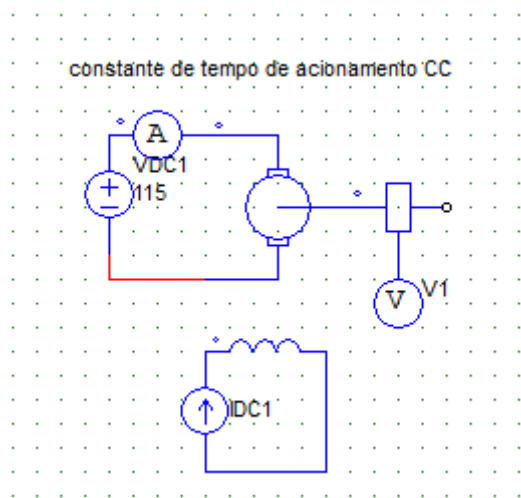 constante de tempo de acionamento CC
A
VDC1
115
V
V1
IDC1